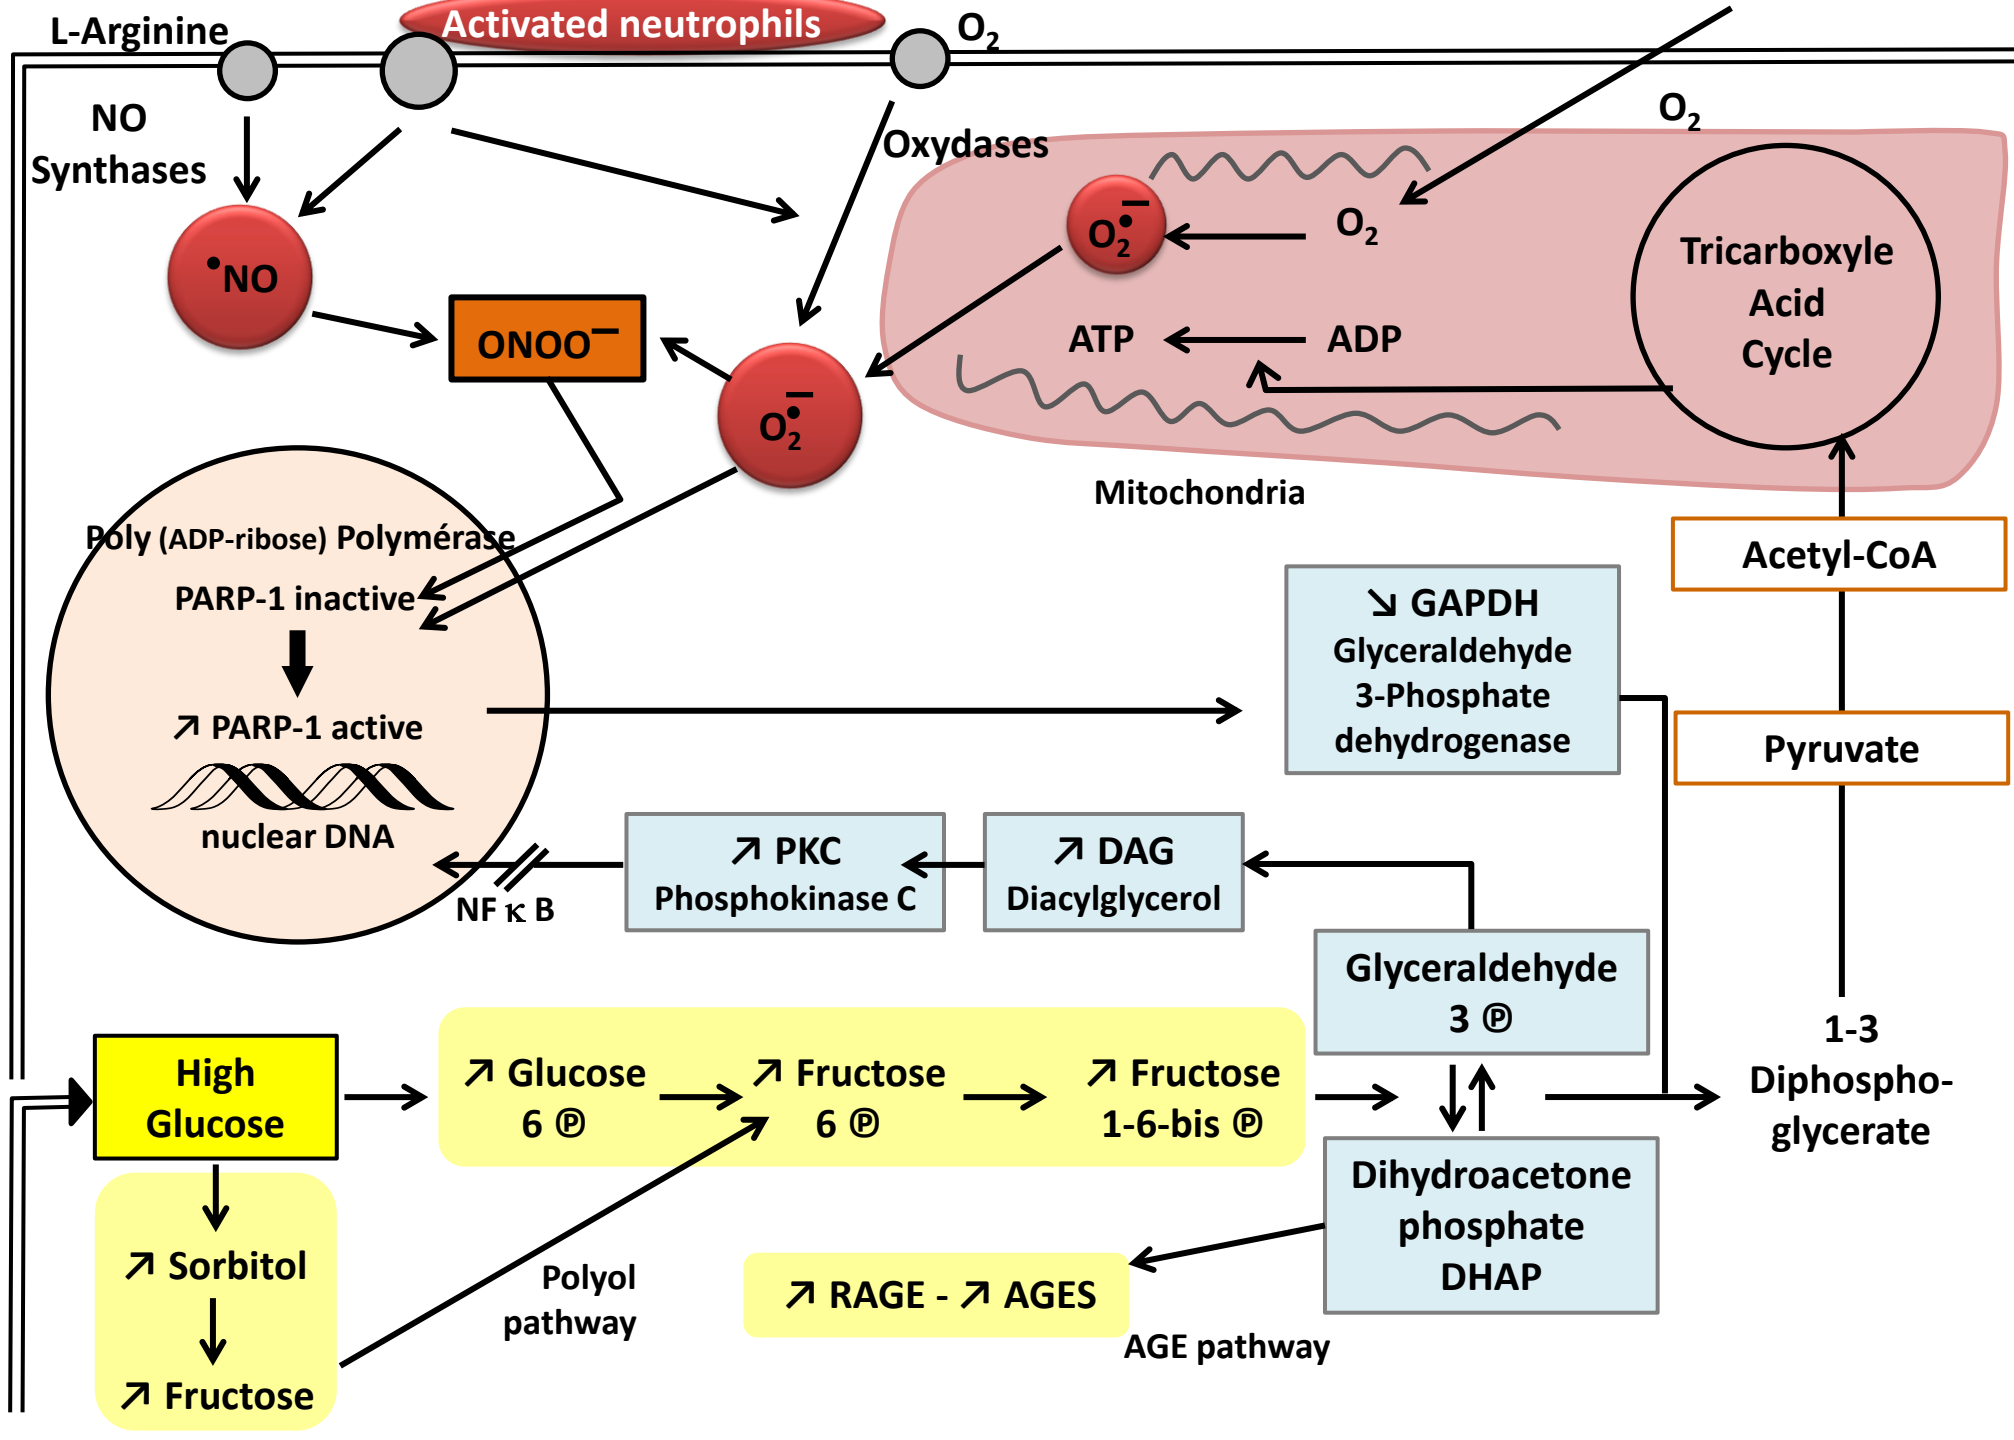 L-Arginine
Activated neutrophils
O2
NO
Synthases
Oxydases
O2
•NO
O2•−
O2
Tricarboxyle
Acid
Cycle
ONOO−
ATP
ADP
O2•−
Mitochondria
Poly (ADP-ribose) Polymérase
PARP-1 inactive
↗ PARP-1 active
nuclear DNA
Acetyl-CoA
↘ GAPDH
Glyceraldehyde
3-Phosphate
dehydrogenase
Pyruvate
↗ PKC
Phosphokinase C
↗ DAG
Diacylglycerol
NF κ B
Glyceraldehyde
3 Ⓟ
1-3
Diphospho-
glycerate
High
Glucose
↗ Glucose
6 Ⓟ
↗ Fructose
6 Ⓟ
↗ Fructose
1-6-bis Ⓟ
Dihydroacetone
phosphate
DHAP
↗ Sorbitol
↗ Fructose
Polyol
pathway
↗ RAGE - ↗ AGES
AGE pathway